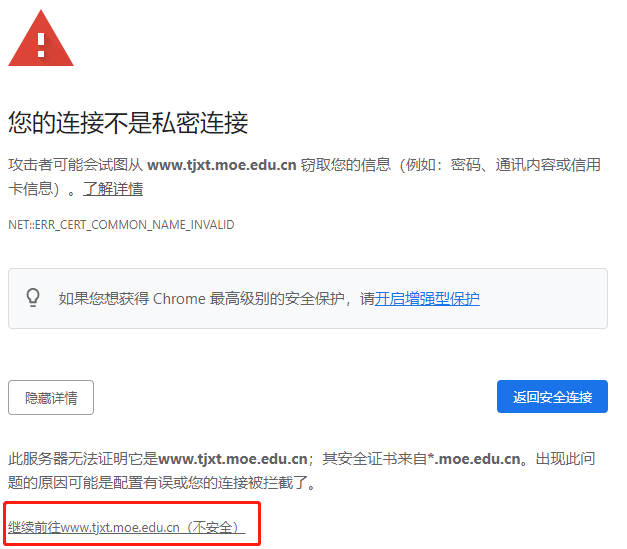 您的连接不是私密连接
攻击者可能会试图从 www.tjxt.moe.edu.cn 窃取您的信息（例如：密码、通讯内容或信用
卡信息）。了解详情
NET::ERR_CERT_COMMON_NAME_INVALID
如果您想获得 Chrome 最高级别的安全保护，请开启增强型保护
隐藏详情
返回安全连接
此服务器无法证明它是www.tjxt.moe.edu.cn；其安全证书来自*.moe.edu.cn。出现此问
题的原因可能是配置有误或您的连接被拦截了。
继续前往www.tjxt.moe.edu.cn（不安全）